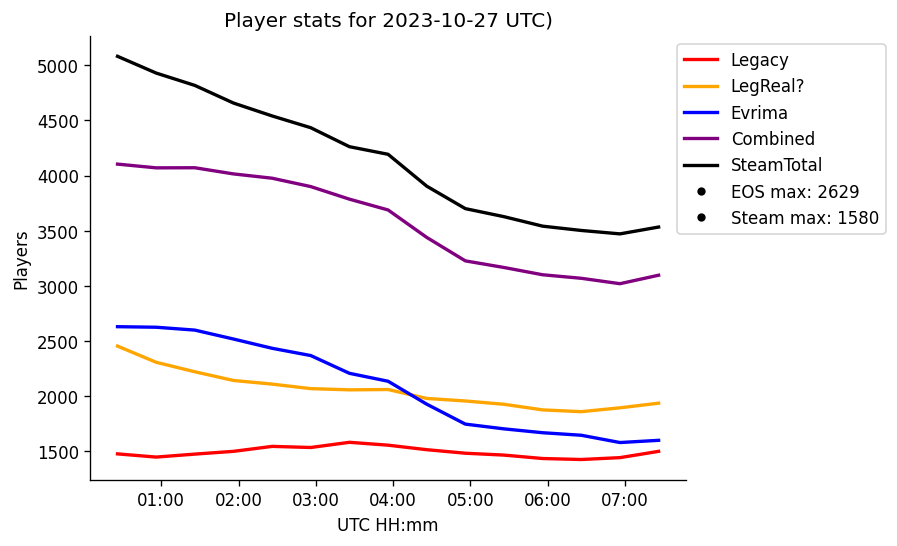 Player stats for 2023-10-27 UTC)
Legacy
LegReal?
Evrima
Combined
SteamTotal
EOS max: 2629
Steam max: 1580
Players
5000
4500
4000
3500
3000
2500
2000
1500
01:00 02:00 03:00 04:00 05:00 06:00 07:00
UTC HH:mm